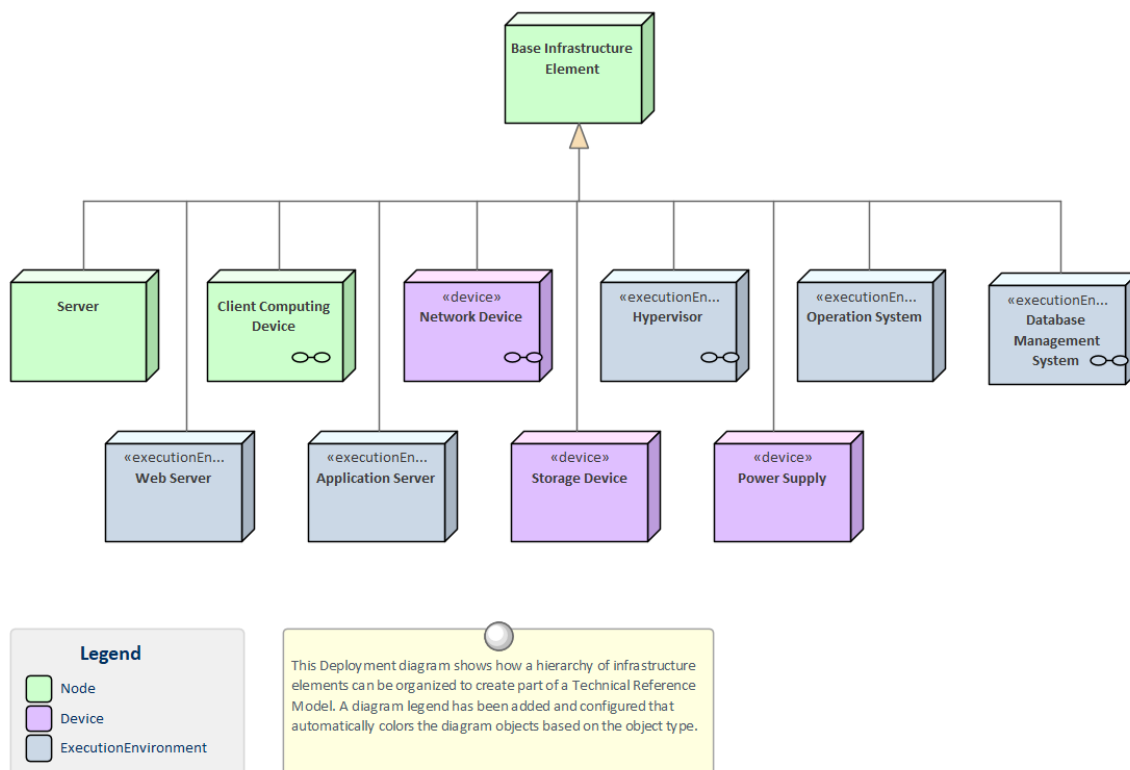 Base Infrastructure
Element
Server
Client Computing
Device
«device»
Network Device
«executionEn...
Hypervisor
«executionEn...
Operation System
«executionEn...
Database
Management
System
«executionEn...
Web Server
«executionEn...
Application Server
«device»
Storage Device
«device»
Power Supply
Legend
Node
Device
ExecutionEnvironment
This Deployment diagram shows how a hierarchy of infrastructure
elements can be organized to create part of a Technical Reference
Model. A diagram legend has been added and configured that
automatically colors the diagram objects based on the object type.